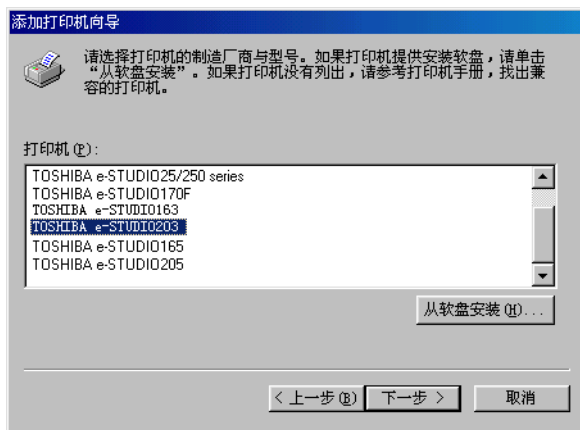 添加打印机向导
请选择打印机的制造厂商与型号。如果打印机提供安装软盘，请单击
“从软盘安装”。如果打印机没有列出，请参考打印机手册，找出兼
容的打印机。
打印机(P):
TOSHIBA e-STUDIO25/250 series
TOSHIBA e-STUDIO170F
TOSHIBA e-STUDIO163
TOSHIBA e-STUDIO203
TOSHIBA e-STUDIO165
TOSHIBA e-STUDIO205
从软盘安装(H)...
< 上一步(B) 下一步 > 取消